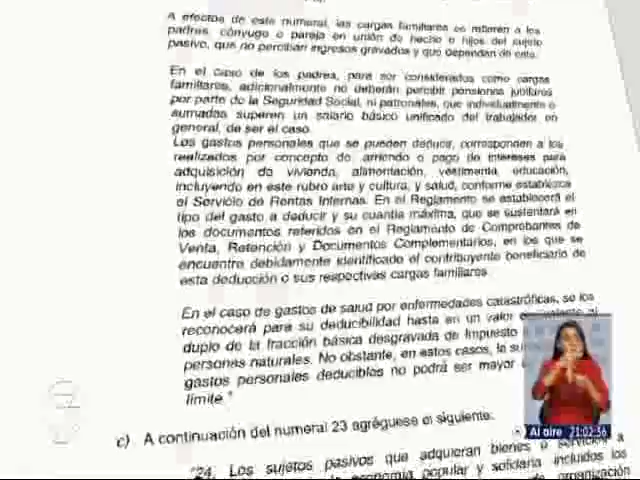 A efectos de este numeral, las cargas familiares se refieren a los
padres, cónyuge o pareja en unión de hecho e hijos del sujeto
pasivo, que no perciban ingresos gravados y que dependan de este.
En el caso de los padres, para ser considerados como cargas
familiares, adicionalmente no deberán percibir pensiones jubilares
por parte de la Seguridad Social, ni patronales, que individualmente o
sumadas superen un salario básico unificado del trabajador en
general, de ser el caso.
Los gastos personales que se pueden deducir, corresponden a los
realizados por concepto de arriendo o pago de intereses para
adquisición de vivienda, alimentación, vestimenta, educación,
incluyendo en este rubro arte y cultura, y salud, conforme establezca
el Servicio de Rentas Internas. En el Reglamento se establecerá el
tipo del gasto a deducir y su cuantía máxima, que se sustentará en
los documentos referidos en el Reglamento de Comprobantes de
Venta, Retención y Documentos Complementarios, en los que se
encuentre debidamente identificado el contribuyente beneficiario de
esta deducción o sus respectivas cargas familiares.
En el caso de gastos de salud por enfermedades catastróficas, se los
reconocerá para su deducibilidad hasta en un valor al
duplo de la fracción básica desgravada de Impuesto
personas naturales. No obstante, en estos casos, la
gastos personales deducibles no podrá ser mayor
límite."
c) A continuación del numeral 23 agréguese el siguiente:
"24. Los sujetos pasivos que adquieran bienes o servicios a
economía popular y solidaria incluidos los
organización
Al aire 21:02:56